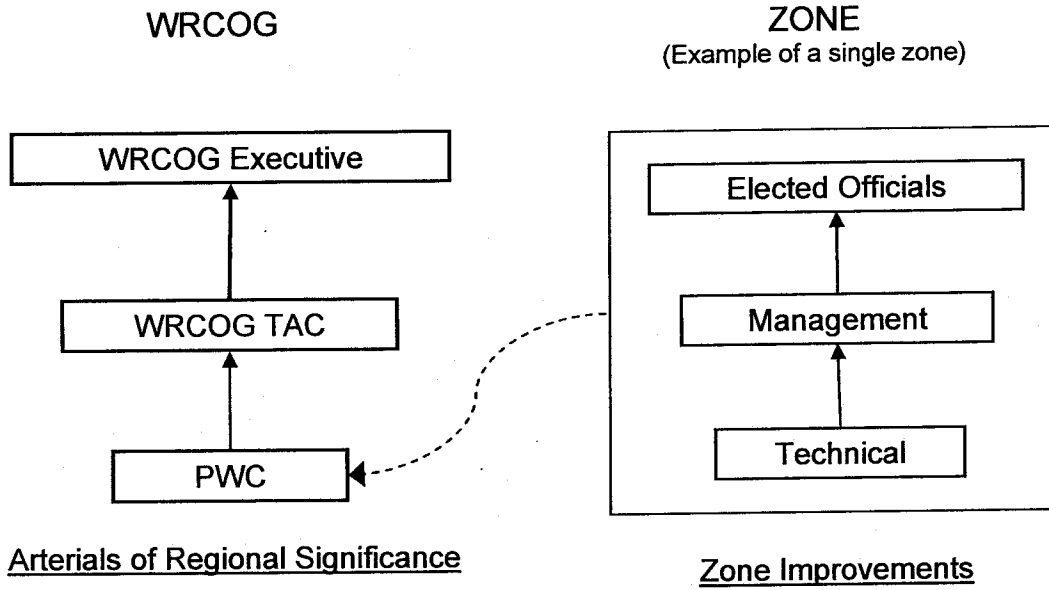 WRCOG
WRCOG Executive
WRCOG TAC
PWC
Arterials of Regional Significance
ZONE
(Example of a single zone)
Elected Officials
Management
Technical
Zone Improvements